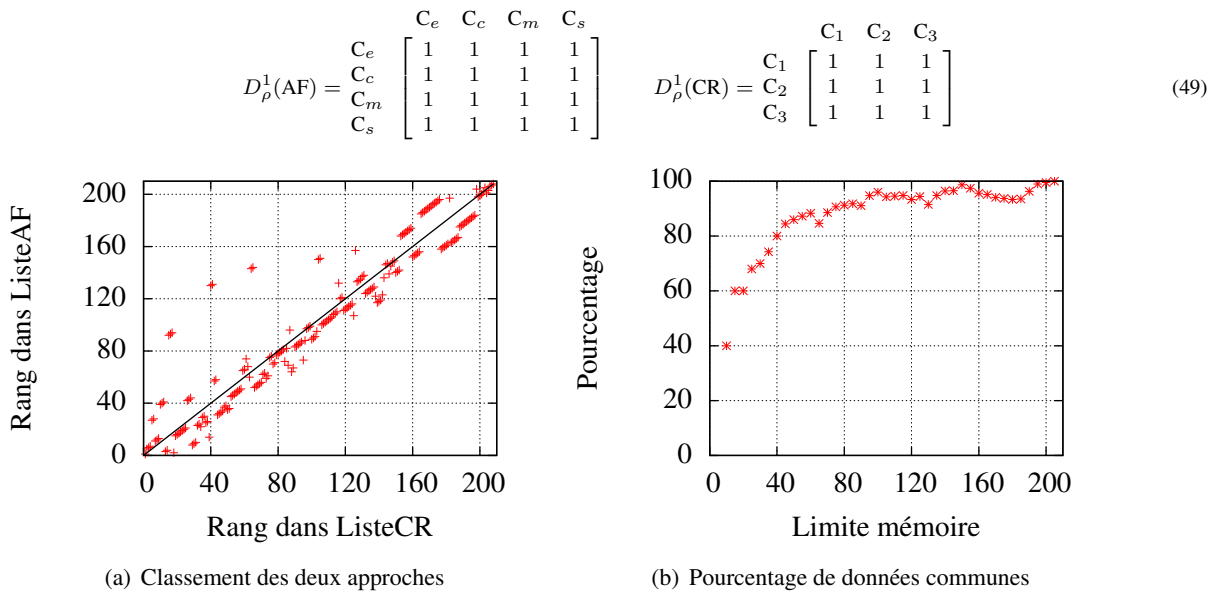 C_e C_c C_m C_s
C_e 1 1 1 1
C_c 1 1 1 1
D^1_ρ(AF) =
C_m 1 1 1 1
C_s 1 1 1 1
C_1 C_2 C_3
C_1 1 1 1
D^1_ρ(CR) = C_2 1 1 1
C_3 1 1 1
(49)
Rang dans ListeAF
200
160
120
80
40
0
0 40 80 120 160 200
Rang dans ListeCR
(a) Classement des deux approches
Pourcentage
100
80
60
40
20
0
0 40 80 120 160 200
Limite mémoire
(b) Pourcentage de données communes